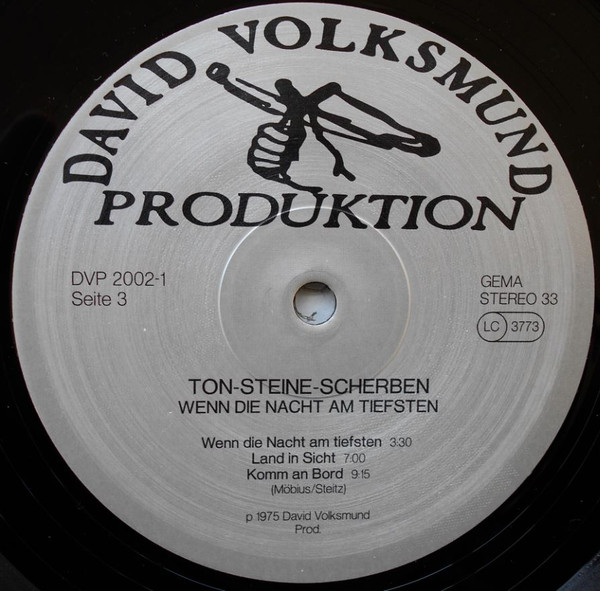 DAVID VOLKSMUND
PRODUKTION
DVP 2002-1
Seite 3
GEMA
STEREO 33
LC 3773
TON-STEINE-SCHERBEN
WENN DIE NACHT AM TIEFSTEN
Wenn die Nacht am tiefsten 3:30
Land in Sicht 7:00
Komm an Bord 9:15
(Möbius/Steitz)
p 1975 David Volksmund
Prod.